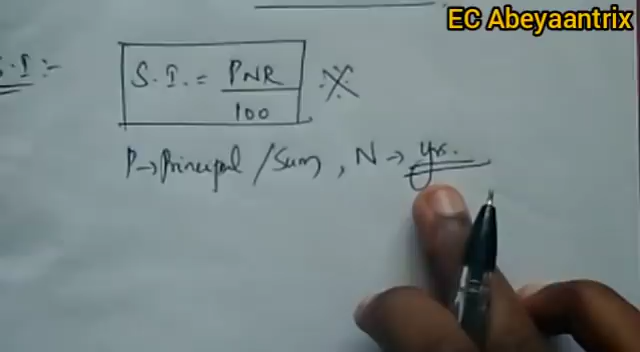 EC Abeyaantrix
S.I:-
S.I. = PNR
100
P→Principal/Sum, N→ yrs.